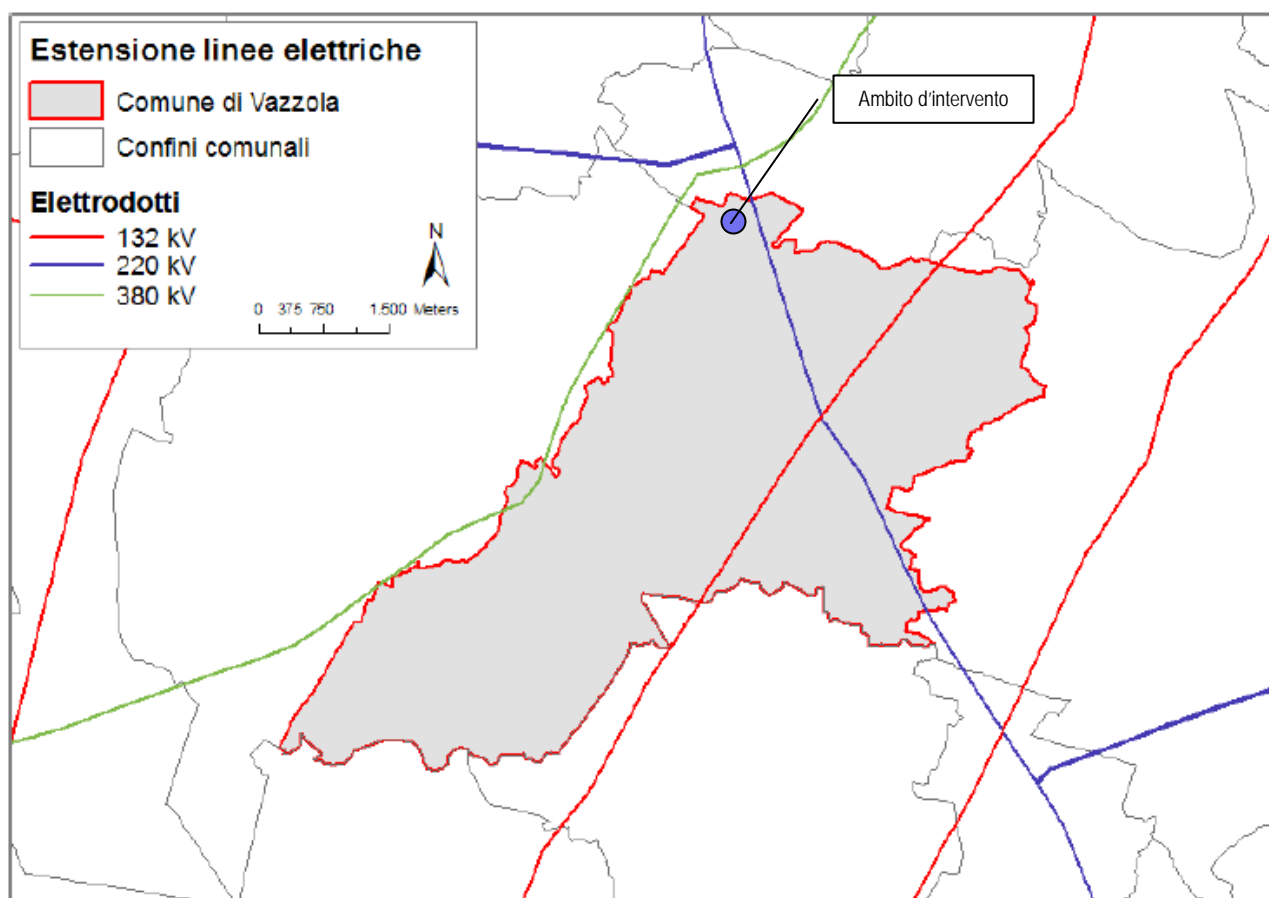 Estensione linee elettriche
Comune di Vazzola
Confini comunali
Elettrodotti
132 kV
220 kV
380 kV
N
0 375 750 1.500 Meters
Ambito d'intervento